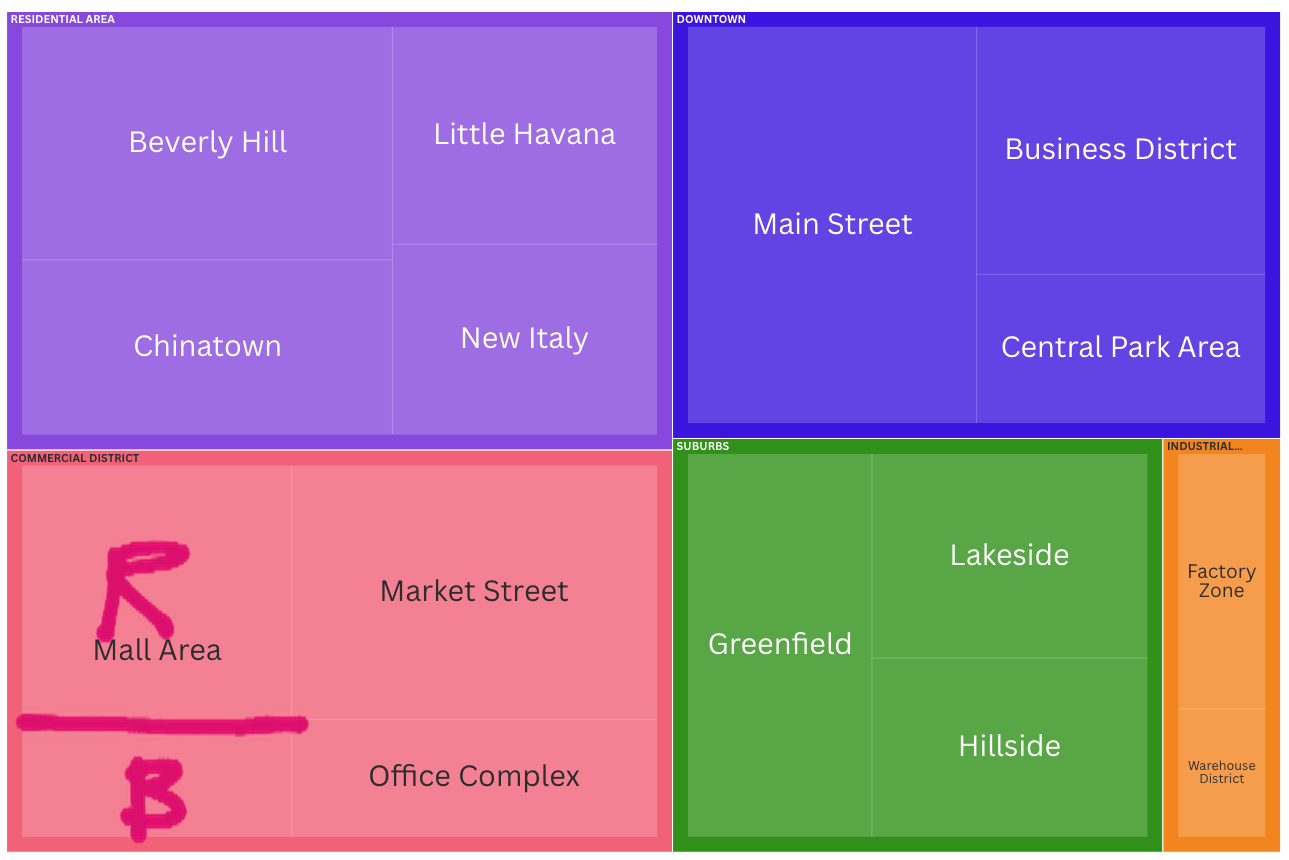 RESIDENTIAL AREA
Beverly Hill
Little Havana
Chinatown
New Italy
DOWNTOWN
Main Street
Business District
Central Park Area
COMMERCIAL DISTRICT
R
Mall Area
Market Street
B
Office Complex
SUBURBS
Greenfield
Lakeside
Hillside
INDUSTRIAL...
Factory
Zone
Warehouse
District